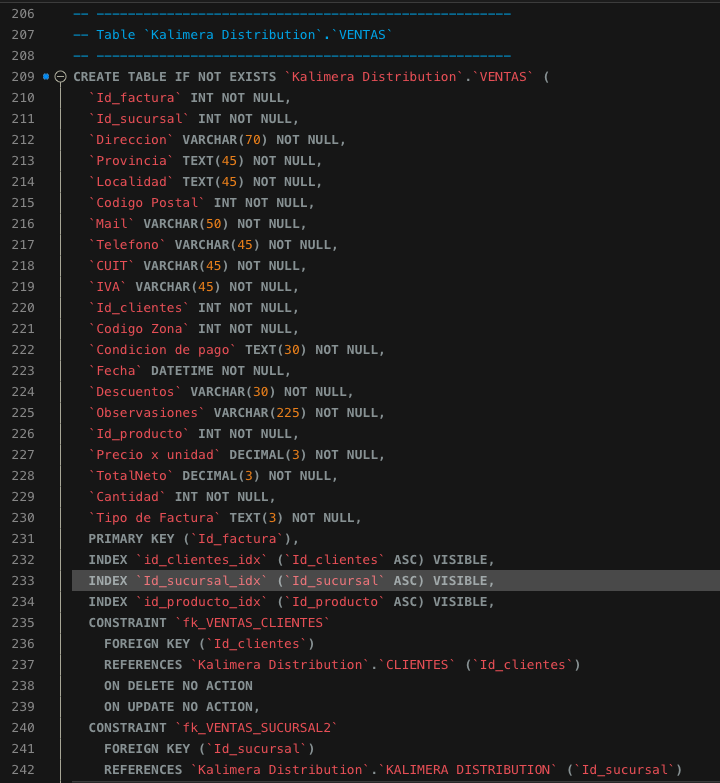 206 -- -----------------------------------------------------
207 -- Table `Kalimera Distribution`.`VENTAS`
208 -- -----------------------------------------------------
209 CREATE TABLE IF NOT EXISTS `Kalimera Distribution`.`VENTAS` (
210 `Id_factura` INT NOT NULL,
211 `Id_sucursal` INT NOT NULL,
212 `Direccion` VARCHAR(70) NOT NULL,
213 `Provincia` TEXT(45) NOT NULL,
214 `Localidad` TEXT(45) NOT NULL,
215 `Codigo Postal` INT NOT NULL,
216 `Mail` VARCHAR(50) NOT NULL,
217 `Telefono` VARCHAR(45) NOT NULL,
218 `CUIT` VARCHAR(45) NOT NULL,
219 `IVA` VARCHAR(45) NOT NULL,
220 `Id_clientes` INT NOT NULL,
221 `Codigo Zona` INT NOT NULL,
222 `Condicion de pago` TEXT(30) NOT NULL,
223 `Fecha` DATETIME NOT NULL,
224 `Descuentos` VARCHAR(30) NOT NULL,
225 `Observasiones` VARCHAR(225) NOT NULL,
226 `Id_producto` INT NOT NULL,
227 `Precio x unidad` DECIMAL(3) NOT NULL,
228 `TotalNeto` DECIMAL(3) NOT NULL,
229 `Cantidad` INT NOT NULL,
230 `Tipo de Factura` TEXT(3) NOT NULL,
231 PRIMARY KEY (`Id_factura`),
232 INDEX `id_clientes_idx` (`Id_clientes` ASC) VISIBLE,
233 INDEX `Id_sucursal_idx` (`Id_sucursal` ASC) VISIBLE,
234 INDEX `id_producto_idx` (`Id_producto` ASC) VISIBLE,
235 CONSTRAINT `fk_VENTAS_CLIENTES`
236 FOREIGN KEY (`Id_clientes`)
237 REFERENCES `Kalimera Distribution`.`CLIENTES` (`Id_clientes`)
238 ON DELETE NO ACTION
239 ON UPDATE NO ACTION,
240 CONSTRAINT `fk_VENTAS_SUCURSAL2`
241 FOREIGN KEY (`Id_sucursal`)
242 REFERENCES `Kalimera Distribution`.`KALIMERA DISTRIBUTION` (`Id_sucursal`)